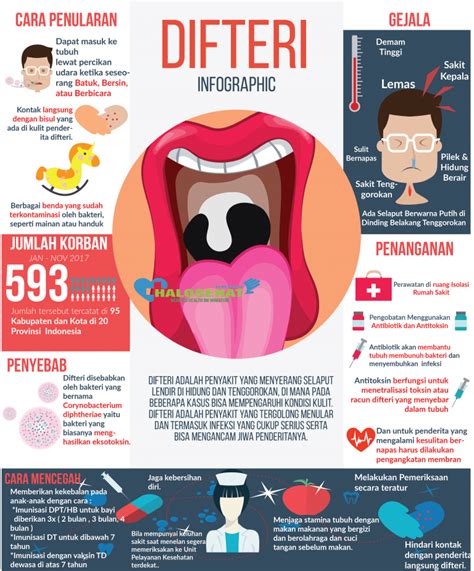 CARA PENULARAN
Dapat masuk ke
tubuh
lewat percikan
udara ketika seseo-
rang Batuk, Bersin,
atau Berbicara
Kontak langsung
dengan bisul yang
ada di kulit pender-
ita difteri.
Berbagai benda yang sudah
terkontaminasi oleh bakteri,
seperti mainan atau handuk
JUMLAH KORBAN
JAN - NOV 2017
593
Jumlah tersebut tercatat di 95
Kabupaten dan Kota di 20
Provinsi Indonesia
PENYEBAB
Difteri disebabkan
oleh bakteri yang
bernama
Corynobacterium
diphtheriae yaitu
bakteri yang
biasanya meng-
hasilkan eksotoksin.
DIFTERI
INFOGRAPHIC
HALOSEHAT
DIFTERI ADALAH PENYAKIT YANG MENYERANG SELAPUT
LENDIR DI HIDUNG DAN TENGGOROKAN, DI MANA PADA
BEBERAPA KASUS BISA MEMPENGARUHI KONDISI KULIT.
DIFTERI ADALAH PENYAKIT YANG TERGOLONG MENULAR
DAN TERMASUK INFEKSI YANG CUKUP SERIUS SERTA
BISA MENGANCAM JIWA PENDERITANYA.
GEJALA
Demam
Tinggi
Sakit
Kepala
Lemas
Sulit
Bernapas
Pilek &
Hidung
Berair
Sakit Teng-
gorokan
Ada Selaput Berwarna Putih di
Dinding Belakang Tenggorokan
PENANGANAN
Perawatan di ruang Isolasi
Rumah Sakit
Pengobatan Menggunakan
Antibiotik dan Antitoksin
Antibiotik akan membantu
tubuh membunuh bakteri dan
menyembuhkan infeksi.
Antitoksin berfungsi untuk
menetralisasi toksin atau
racun difteri yang menyebar
dalam tubuh
Dan untuk penderita yang
mengalami kesulitan ber-
napas harus dilakukan
pengangkatan membran
CARA MENCEGAH
Memberikan kekebalan pada
anak-anak dengan cara :
*Imunisasi DPT/HB untuk bayi
diberikan 3x ( 2 bulan , 3 bulan, 4
bulan )
*Imunisasi DT untuk dibawah 7
tahun
*Imunisasi dengan vaksin TD
dewasa di atas 7 tahun
Jaga kebersihan
diri.
Bila mempunyai keluhan
sakit saat menelan segera
memeriksakan ke Unit
Pelayanan Kesehatan
terdekat.
Menjaga stamina tubuh dengan
makan makanan yang bergizi
dan berolahraga dan cuci
tangan sebelum makan.
Melakukan Pemeriksaan
secara teratur
Hindari kontak
dengan penderita
langsung difteri.